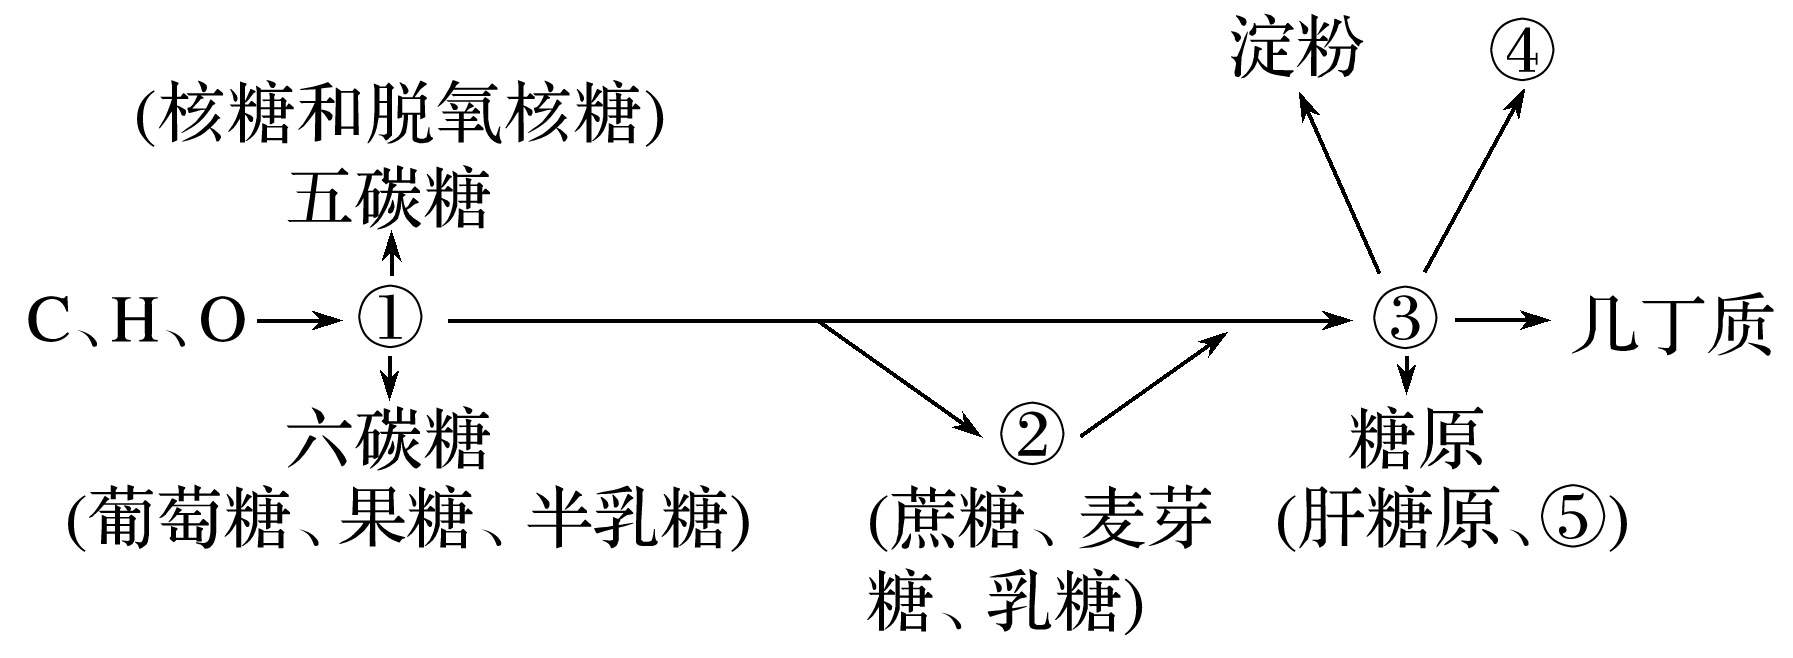 淀粉
④
(核糖和脱氧核糖)
五碳糖
C、H、O
①
③
几丁质
六碳糖
(葡萄糖、果糖、半乳糖)
②
(蔗糖、麦芽
糖、乳糖)
糖原
(肝糖原、⑤)